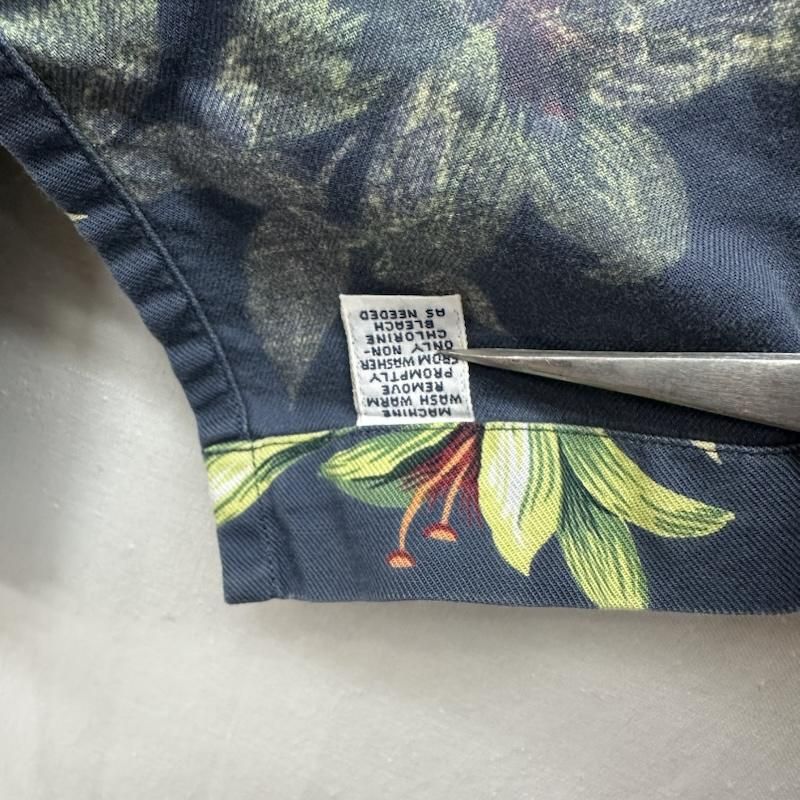 MACHINE
WASH WARM
REMOVE
PROMPTLY
FROM WASHER
ONLY NON-
CHLORINE
BLEACH
AS NEEDED